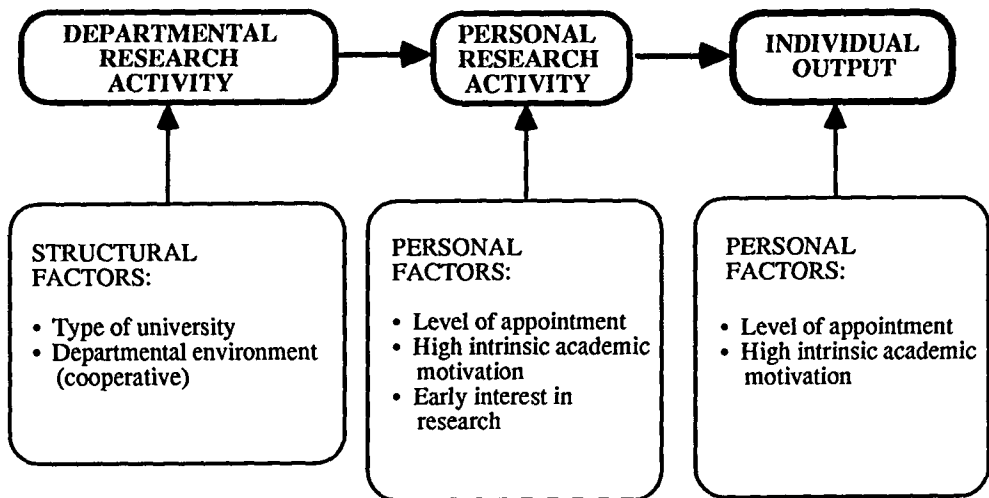 DEPARTMENTAL
RESEARCH
ACTIVITY
PERSONAL
RESEARCH
ACTIVITY
INDIVIDUAL
OUTPUT
STRUCTURAL
FACTORS:
• Type of university
• Departmental environment
(cooperative)
PERSONAL
FACTORS:
• Level of appointment
• High intrinsic academic
motivation
• Early interest in
research
PERSONAL
FACTORS:
• Level of appointment
• High intrinsic academic
motivation